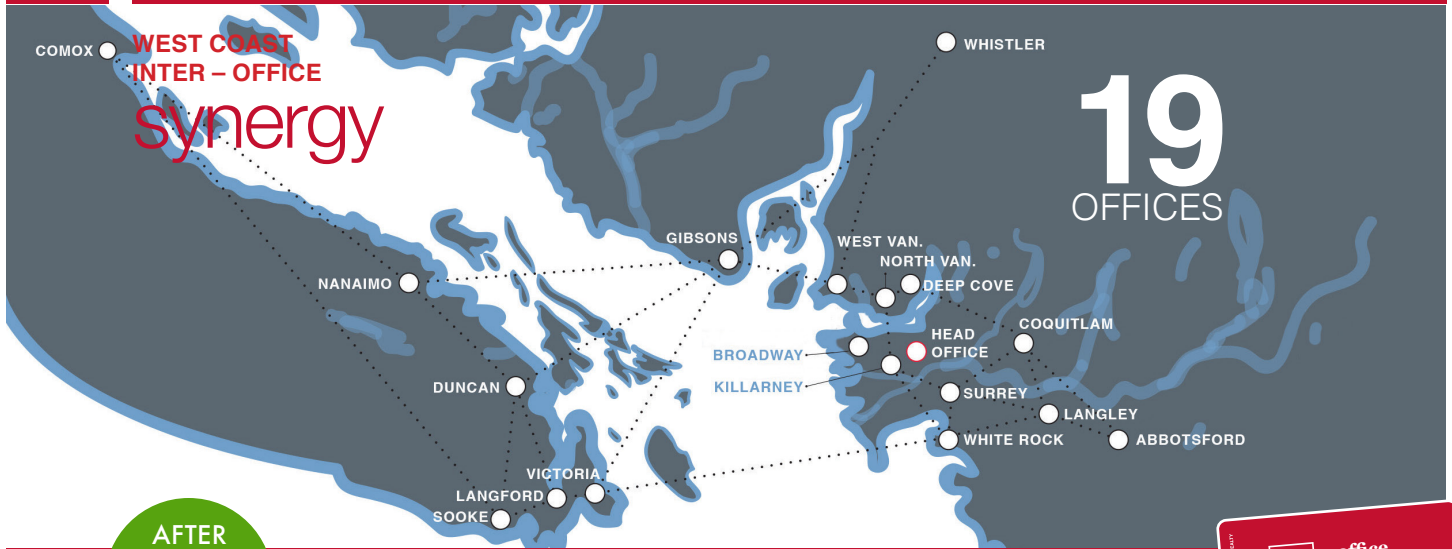 COMOX
WEST COAST
INTER – OFFICE
synergy
WHISTLER
19
OFFICES
GIBSONS
WEST VAN.
NORTH VAN.
DEEP COVE
NANAIMO
COQUITLAM
HEAD
OFFICE
BROADWAY
KILLARNEY
DUNCAN
SURREY
LANGLEY
WHITE ROCK
ABBOTSFORD
VICTORIA
LANGFORD
SOOKE
AFTER
office